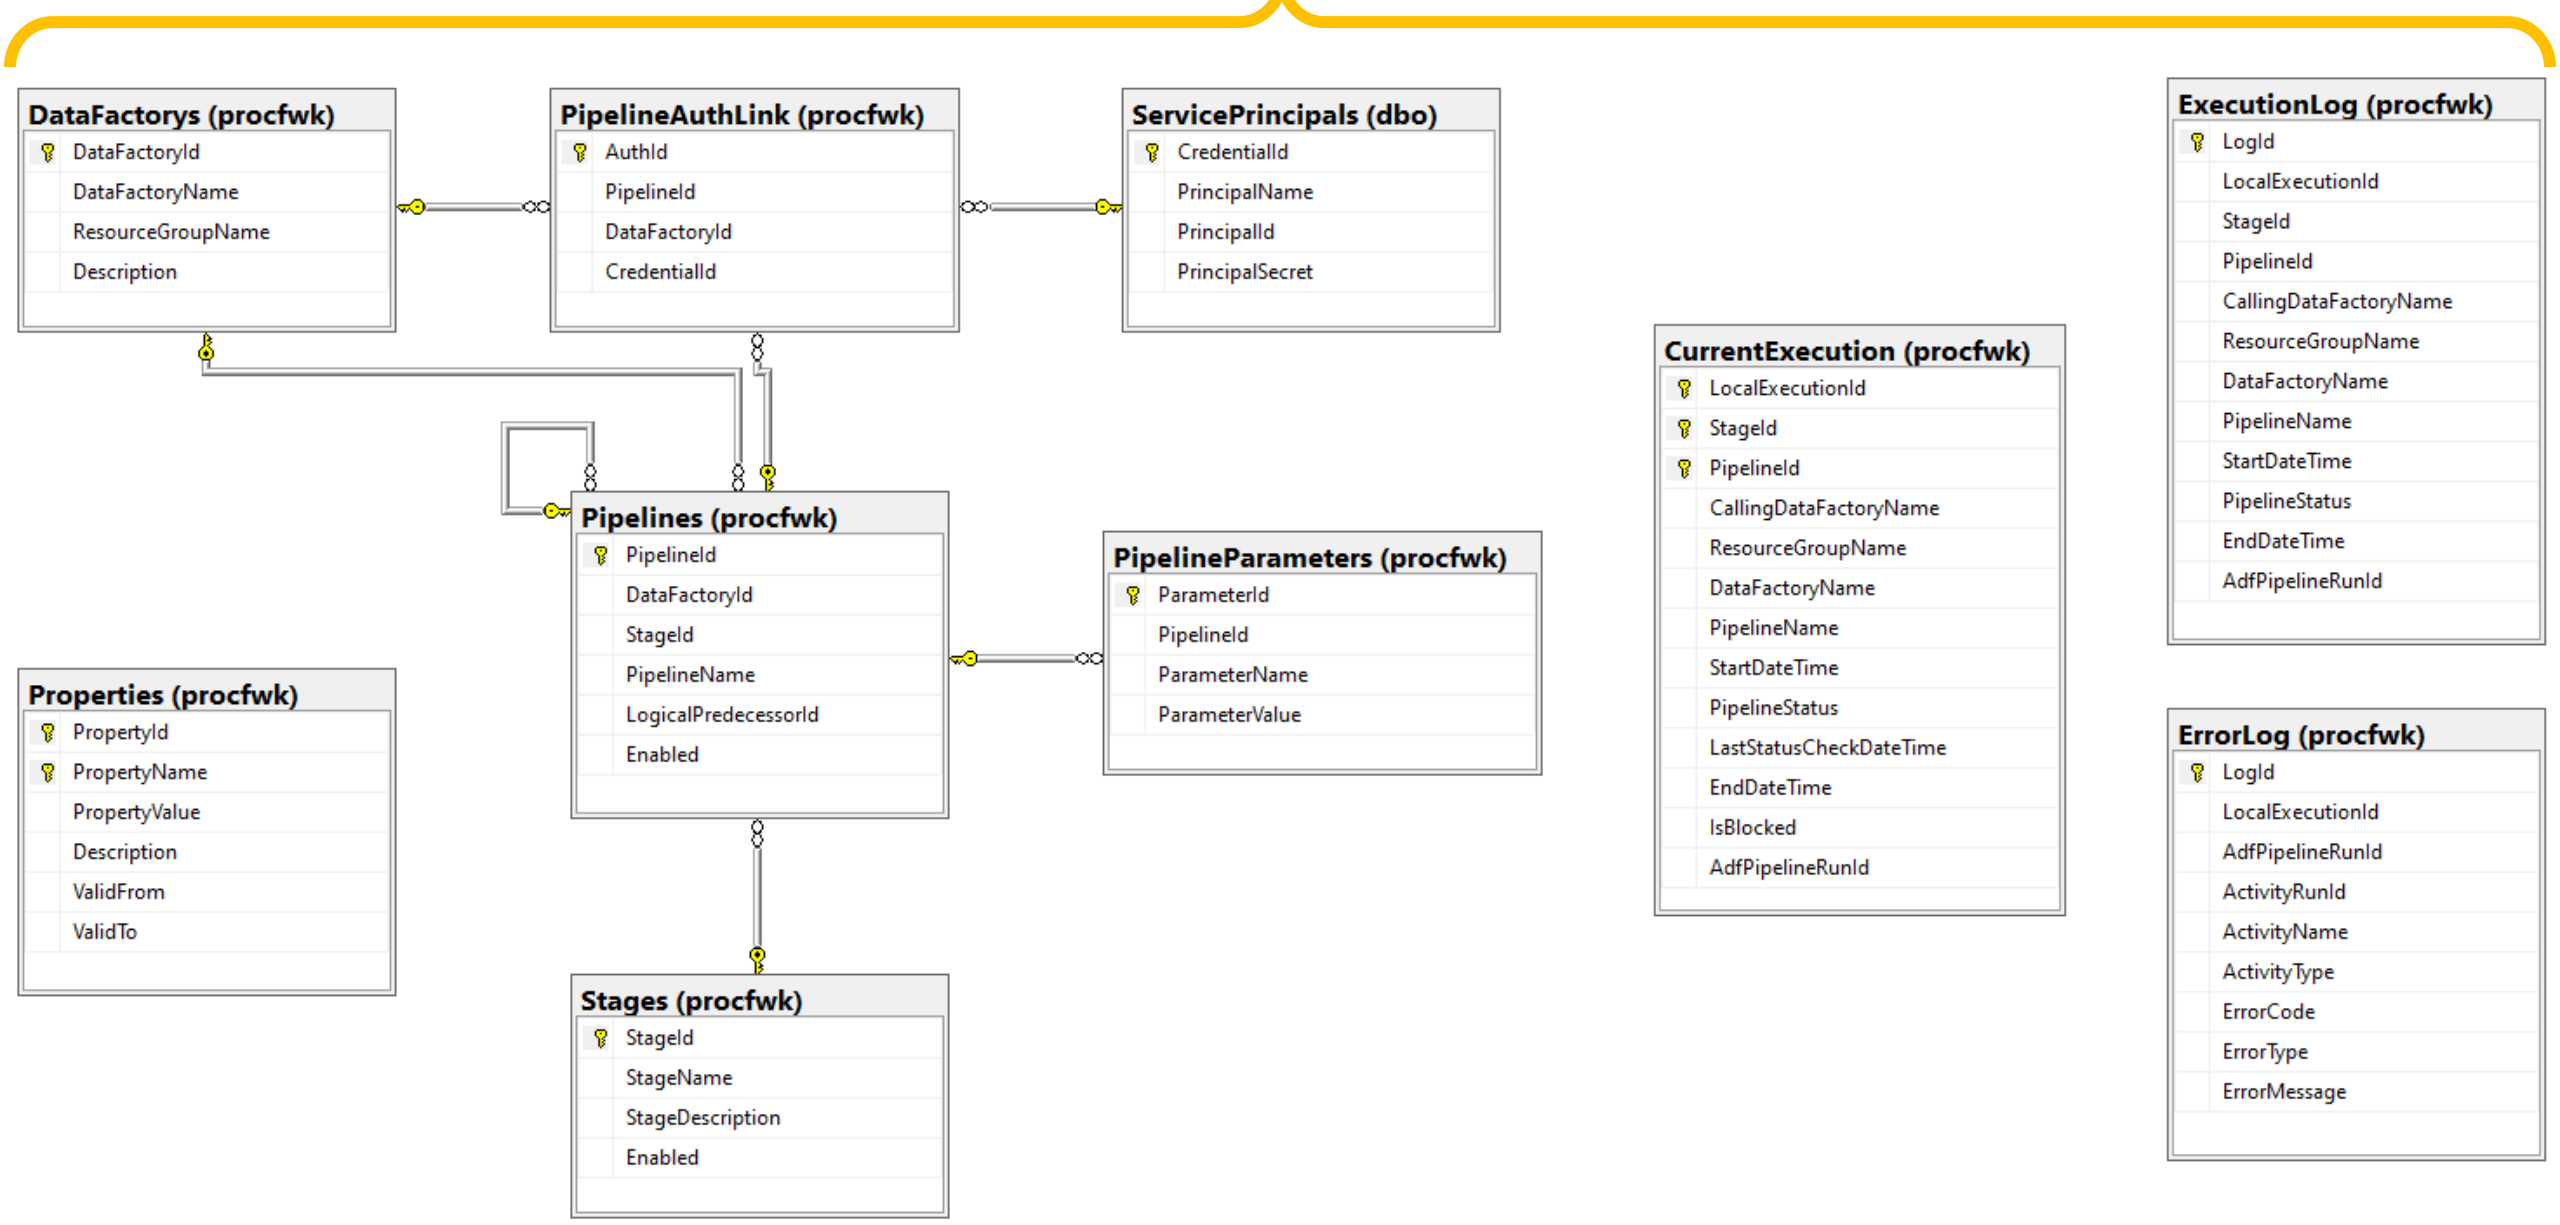 DataFactorys (procfwk)
DataFactoryId
DataFactoryName
ResourceGroupName
Description
PipelineAuthLink (procfwk)
AuthId
PipelineId
DataFactoryId
CredentialId
ServicePrincipals (dbo)
CredentialId
PrincipalName
PrincipalId
PrincipalSecret
Pipelines (procfwk)
PipelineId
DataFactoryId
StageId
PipelineName
LogicalPredecessorId
Enabled
PipelineParameters (procfwk)
ParameterId
PipelineId
ParameterName
ParameterValue
Properties (procfwk)
PropertyId
PropertyName
PropertyValue
Description
ValidFrom
ValidTo
Stages (procfwk)
StageId
StageName
StageDescription
Enabled
CurrentExecution (procfwk)
LocalExecutionId
StageId
PipelineId
CallingDataFactoryName
ResourceGroupName
DataFactoryName
PipelineName
StartDateTime
PipelineStatus
LastStatusCheckDateTime
EndDateTime
IsBlocked
AdfPipelineRunId
ExecutionLog (procfwk)
LogId
LocalExecutionId
StageId
PipelineId
CallingDataFactoryName
ResourceGroupName
DataFactoryName
PipelineName
StartDateTime
PipelineStatus
EndDateTime
AdfPipelineRunId
ErrorLog (procfwk)
LogId
LocalExecutionId
AdfPipelineRunId
ActivityRunId
ActivityName
ActivityType
ErrorCode
ErrorType
ErrorMessage